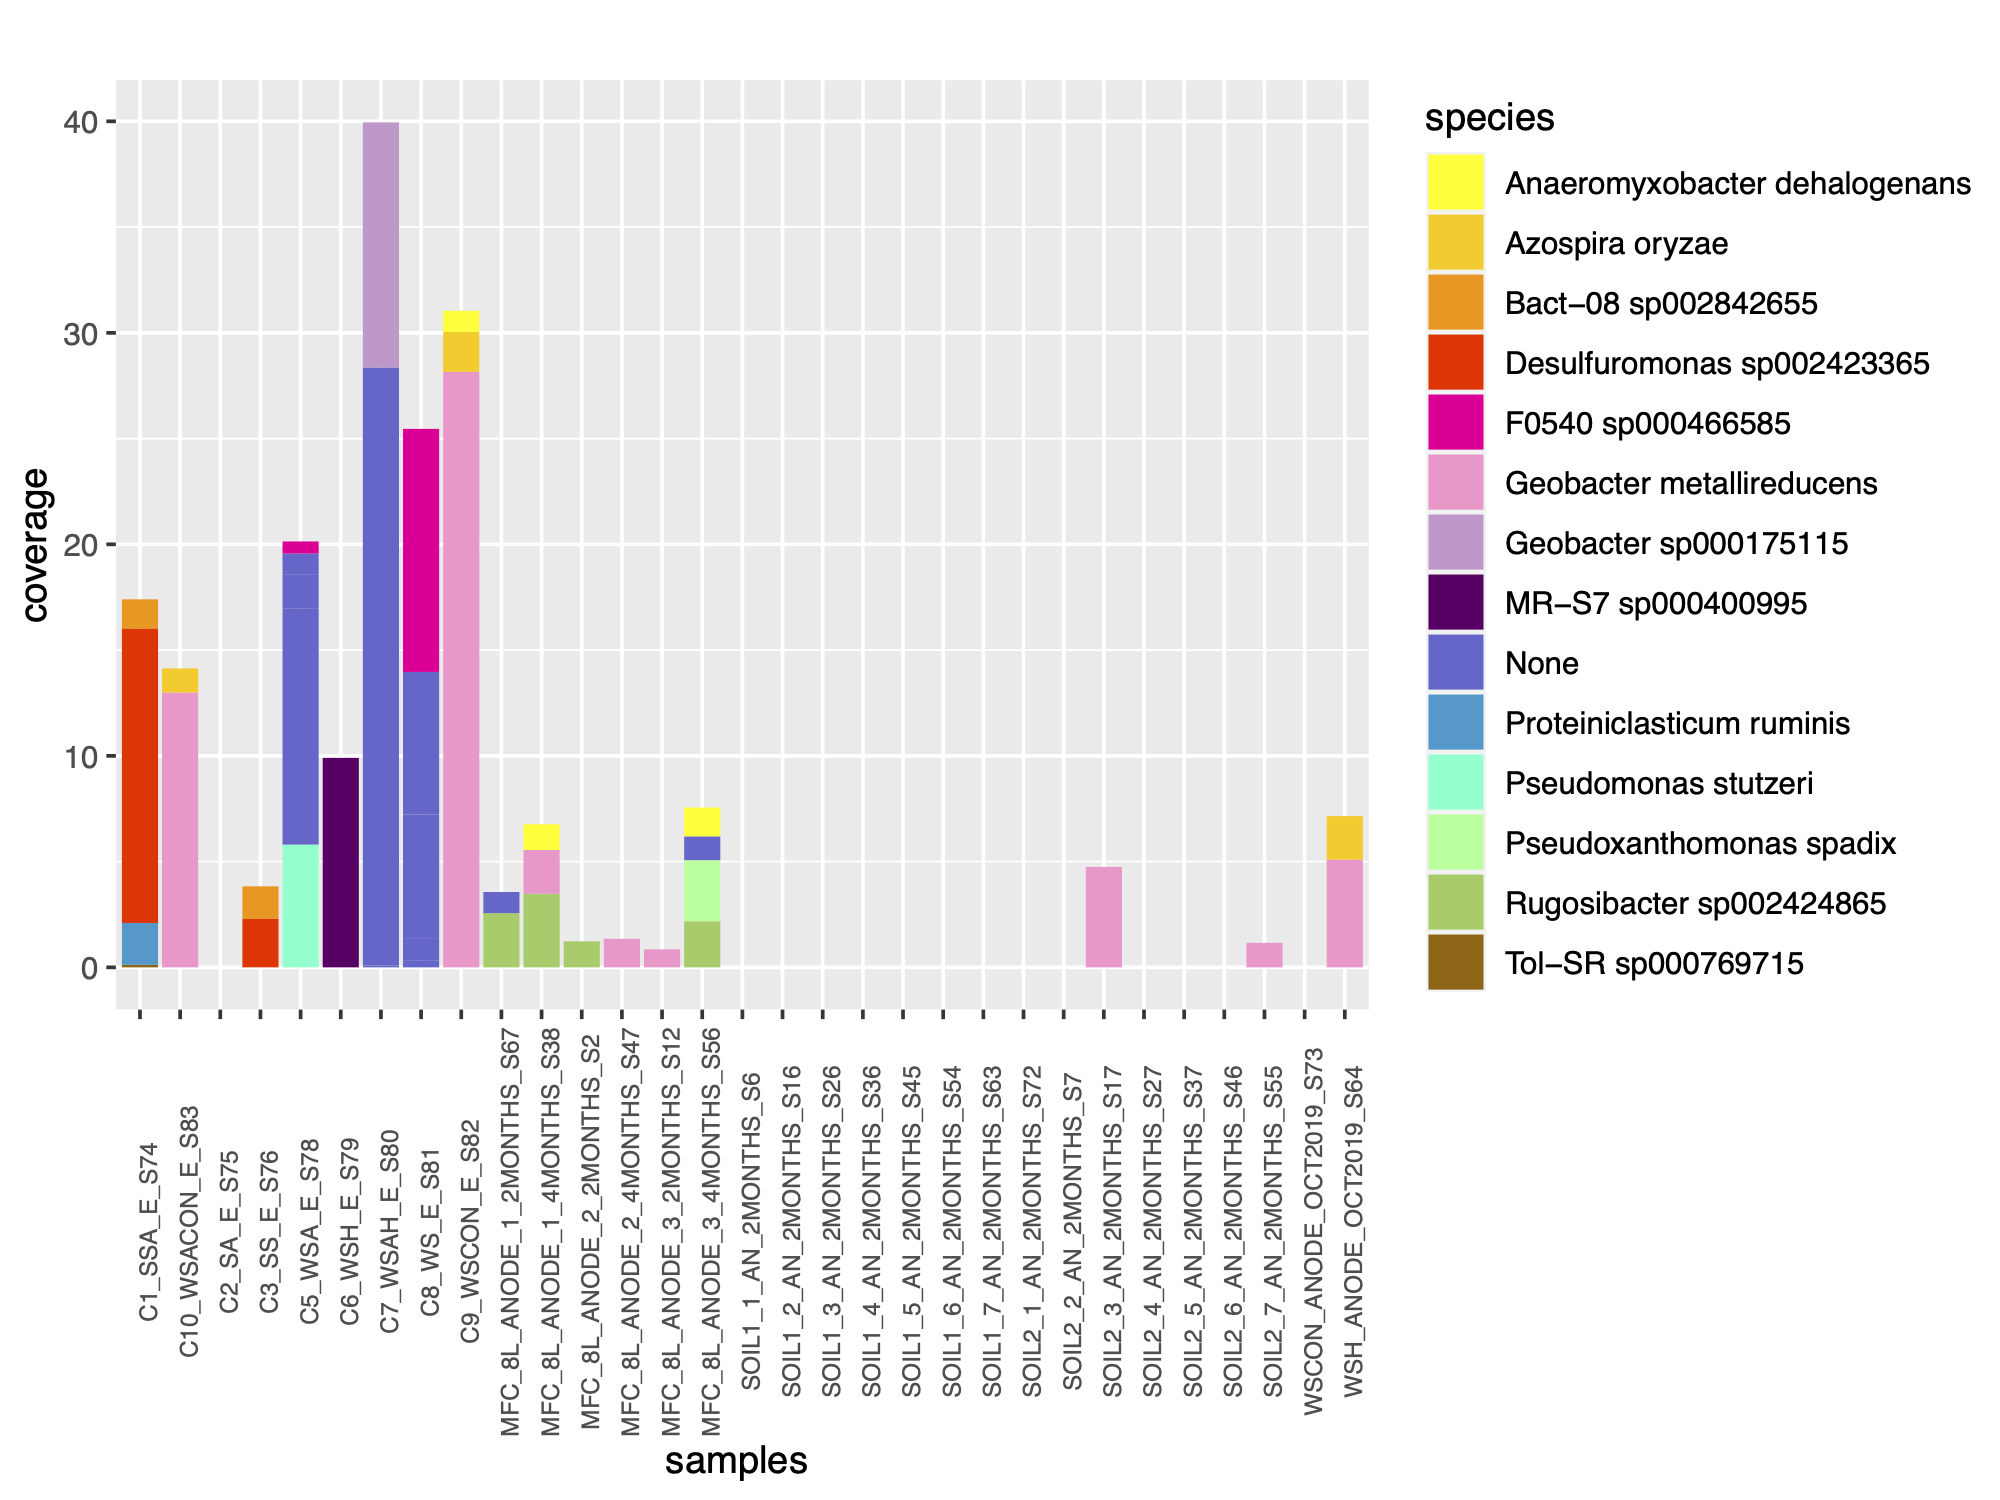 species
Anaeromyxobacter dehalogenans
Azospira oryzae
Bact−08 sp002842655
Desulfuromonas sp002423365
F0540 sp000466585
Geobacter metallireducens
Geobacter sp000175115
MR−S7 sp000400995
None
Proteiniclasticum ruminis
Pseudomonas stutzeri
Pseudoxanthomonas spadix
Rugosibacter sp002424865
Tol−SR sp000769715
coverage
40
30
20
10
0
C1_SSA_E_S74
C10_WSACON_E_S83
C2_SA_E_S75
C3_SS_E_S76
C5_WSA_E_S78
C6_WSH_E_S79
C7_WSAH_E_S80
C8_WS_E_S81
C9_WSCON_E_S82
MFC_8L_ANODE_1_2MONTHS_S67
MFC_8L_ANODE_1_4MONTHS_S38
MFC_8L_ANODE_2_2MONTHS_S2
MFC_8L_ANODE_2_4MONTHS_S47
MFC_8L_ANODE_3_2MONTHS_S12
MFC_8L_ANODE_3_4MONTHS_S56
SOIL1_1_AN_2MONTHS_S6
SOIL1_2_AN_2MONTHS_S16
SOIL1_3_AN_2MONTHS_S26
SOIL1_4_AN_2MONTHS_S36
SOIL1_5_AN_2MONTHS_S45
SOIL1_6_AN_2MONTHS_S54
SOIL1_7_AN_2MONTHS_S63
SOIL2_1_AN_2MONTHS_S72
SOIL2_2_AN_2MONTHS_S7
SOIL2_3_AN_2MONTHS_S17
SOIL2_4_AN_2MONTHS_S27
SOIL2_5_AN_2MONTHS_S37
SOIL2_6_AN_2MONTHS_S46
SOIL2_7_AN_2MONTHS_S55
WSCON_ANODE_OCT2019_S73
WSH_ANODE_OCT2019_S64
samples